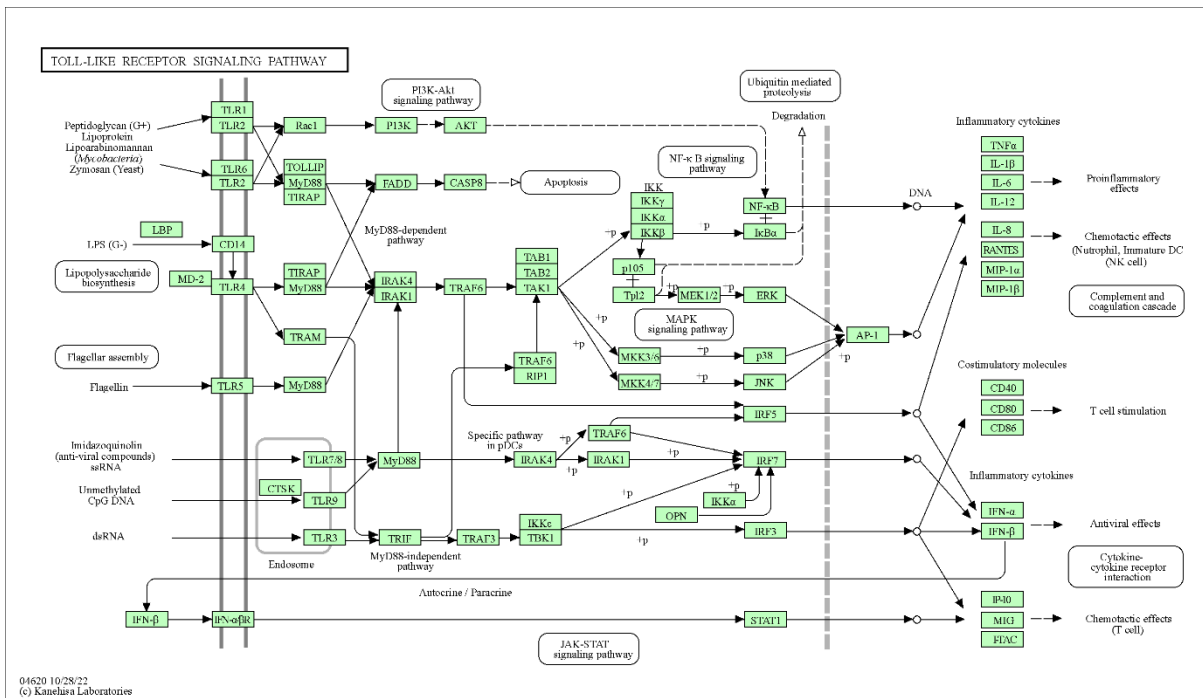 TOLL-LIKE RECEPTOR SIGNALING PATHWAY
PI3K-Akt
signaling pathway
Ubiquitin mediated
proteolysis
Degradation
TLR1
TLR2
Peptidoglycan (G+)
Lipoprotein
Lipoarabinomannan
(Mycobacteria)
Zymosan (Yeast)
Rac1
PI3K
AKT
Inflammatory cytokines
TNFα
IL-1β
IL-6
IL-12
Proinflammatory
effects
TLR6
TLR2
TOLLIP
MyD88
TIRAP
FADD
CASP8
Apoptosis
NF-κ B signaling
pathway
IKK
IKKγ
IKKα
IKKβ
+p
+p
NF-κB
IκBα
DNA
LBP
LPS (G-)
CD14
MyD88-dependent
pathway
IL-8
RANTES
MIP-1α
MIP-1β
Chemotactic effects
(Nutrophil, Immature DC
(NK cell)
Lipopolysaccharide
biosynthesis
MD-2
TLR4
TIRAP
MyD88
IRAK4
IRAK1
TRAF6
TAB1
TAB2
TAK1
p105
Tpl2
+p
MEK1/2
+p
ERK
Complement and
coagulation cascade
TRAM
MAPK
signaling pathway
AP-1
+p
Flagellar assembly
Flagellin
TLR5
MyD88
TRAF6
RIP1
+p
+p
MKK3/6
+p
p38
MKK4/7
+p
JNK
Costimulatory molecules
CD40
CD80
CD86
T cell stimulation
IRF5
Imidazoquinolin
(anti-viral compounds)
ssRNA
TLR7/8
MyD88
Specific pathway
in pDCs
IRAK4
+p
+p
TRAF6
IRAK1
+p
IRF7
Unmethylated
CpG DNA
CTSK
TLR9
IKKα
+p
OPN
+p
Inflammatory cytokines
IFN-α
IFN-β
Antiviral effects
dsRNA
TLR3
TRIF
TRAF3
IKKε
TBK1
+p
IRF3
Endosome
MyD88-independent
pathway
Cytokine-
cytokine receptor
interaction
Autocrine / Paracrine
IFN-β
IFN-αβR
STAT1
IP-10
MIG
I-TAC
Chemotactic effects
(T cell)
JAK-STAT
signaling pathway
04620 10/28/22
(c) Kanehisa Laboratories